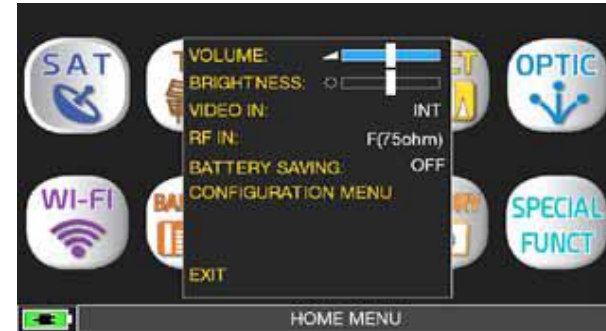 SAT
OPTIC
VOLUME:
BRIGHTNESS:
VIDEO IN: INT
RF IN: F(75ohm)
BATTERY SAVING: OFF
CONFIGURATION MENU
EXIT
WI-FI
SPECIAL
FUNCT
HOME MENU